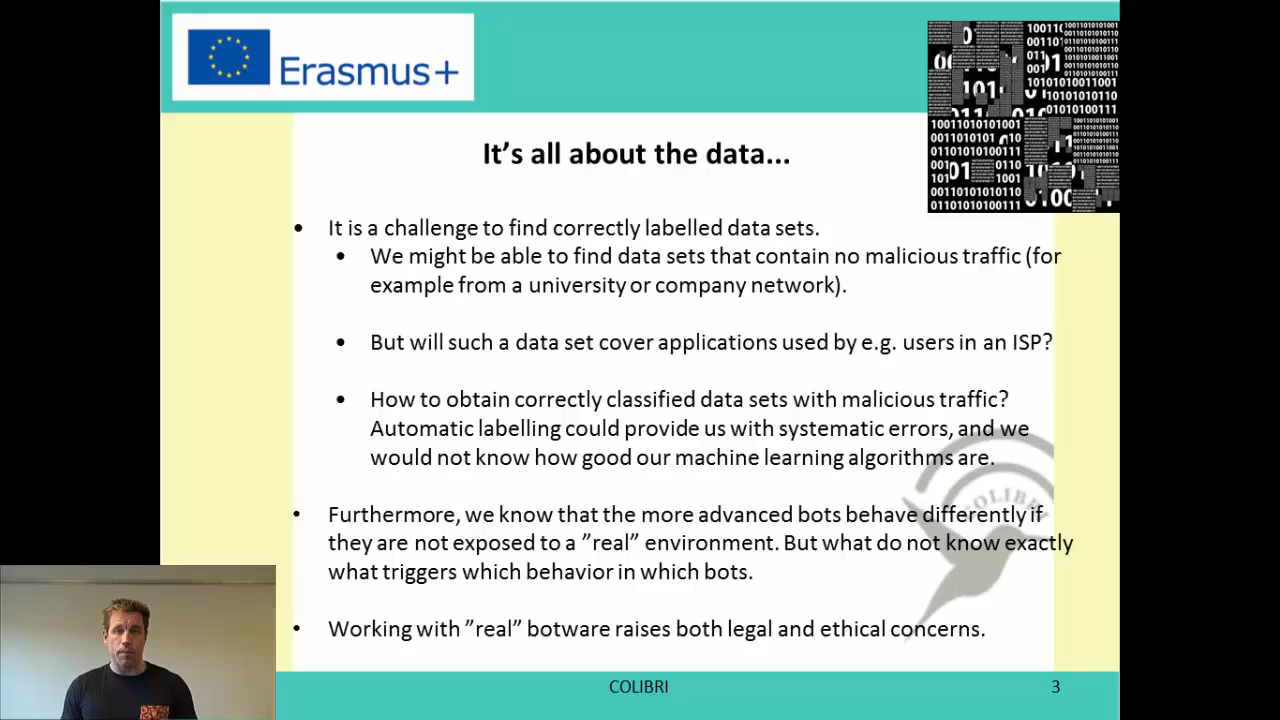 Erasmus+
It's all about the data...
• It is a challenge to find correctly labelled data sets.
• We might be able to find data sets that contain no malicious traffic (for
example from a university or company network).
• But will such a data set cover applications used by e.g. users in an ISP?
• How to obtain correctly classified data sets with malicious traffic?
Automatic labelling could provide us with systematic errors, and we
would not know how good our machine learning algorithms are.
COLIBRI
• Furthermore, we know that the more advanced bots behave differently if
they are not exposed to a ”real” environment. But what do not know exactly
what triggers which behavior in which bots.
• Working with ”real” botware raises both legal and ethical concerns.
COLIBRI
3